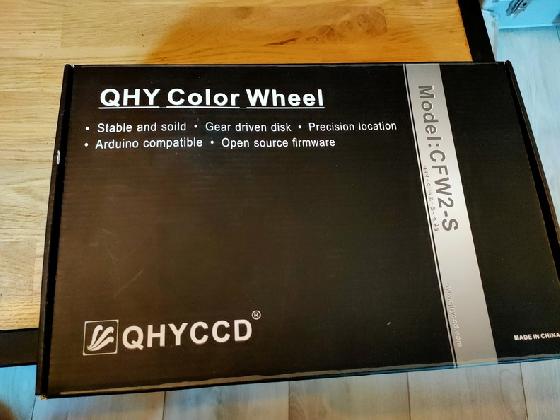 QHY Color Wheel
• Stable and soild • Gear driven disk • Precision location
• Arduino compatible • Open source firmware
Model:CFW2-S
QHYCCD®
MADE IN CHINA